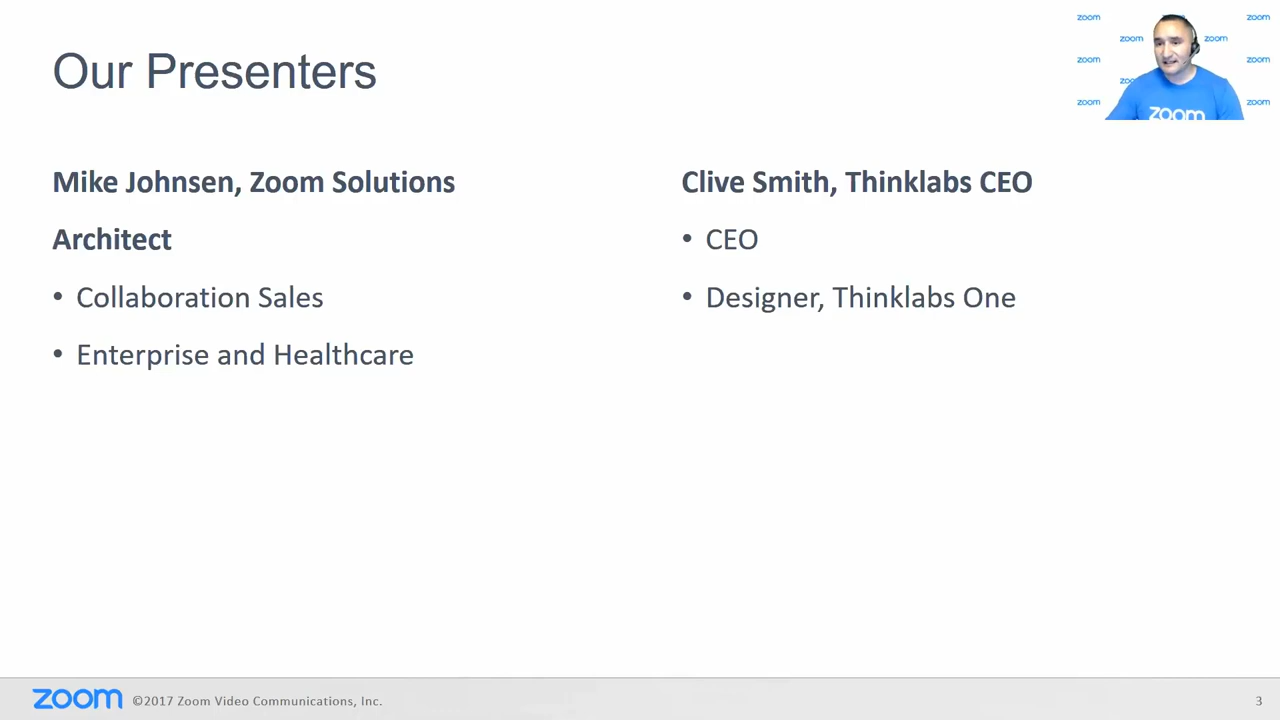 Our Presenters
Mike Johnsen, Zoom Solutions
Architect
• Collaboration Sales
• Enterprise and Healthcare
Clive Smith, Thinklabs CEO
• CEO
• Designer, Thinklabs One
zoom zoom
zoom zoom
zoom zoom
zoom zoom
zoom
zoom ©2017 Zoom Video Communications, Inc.
3